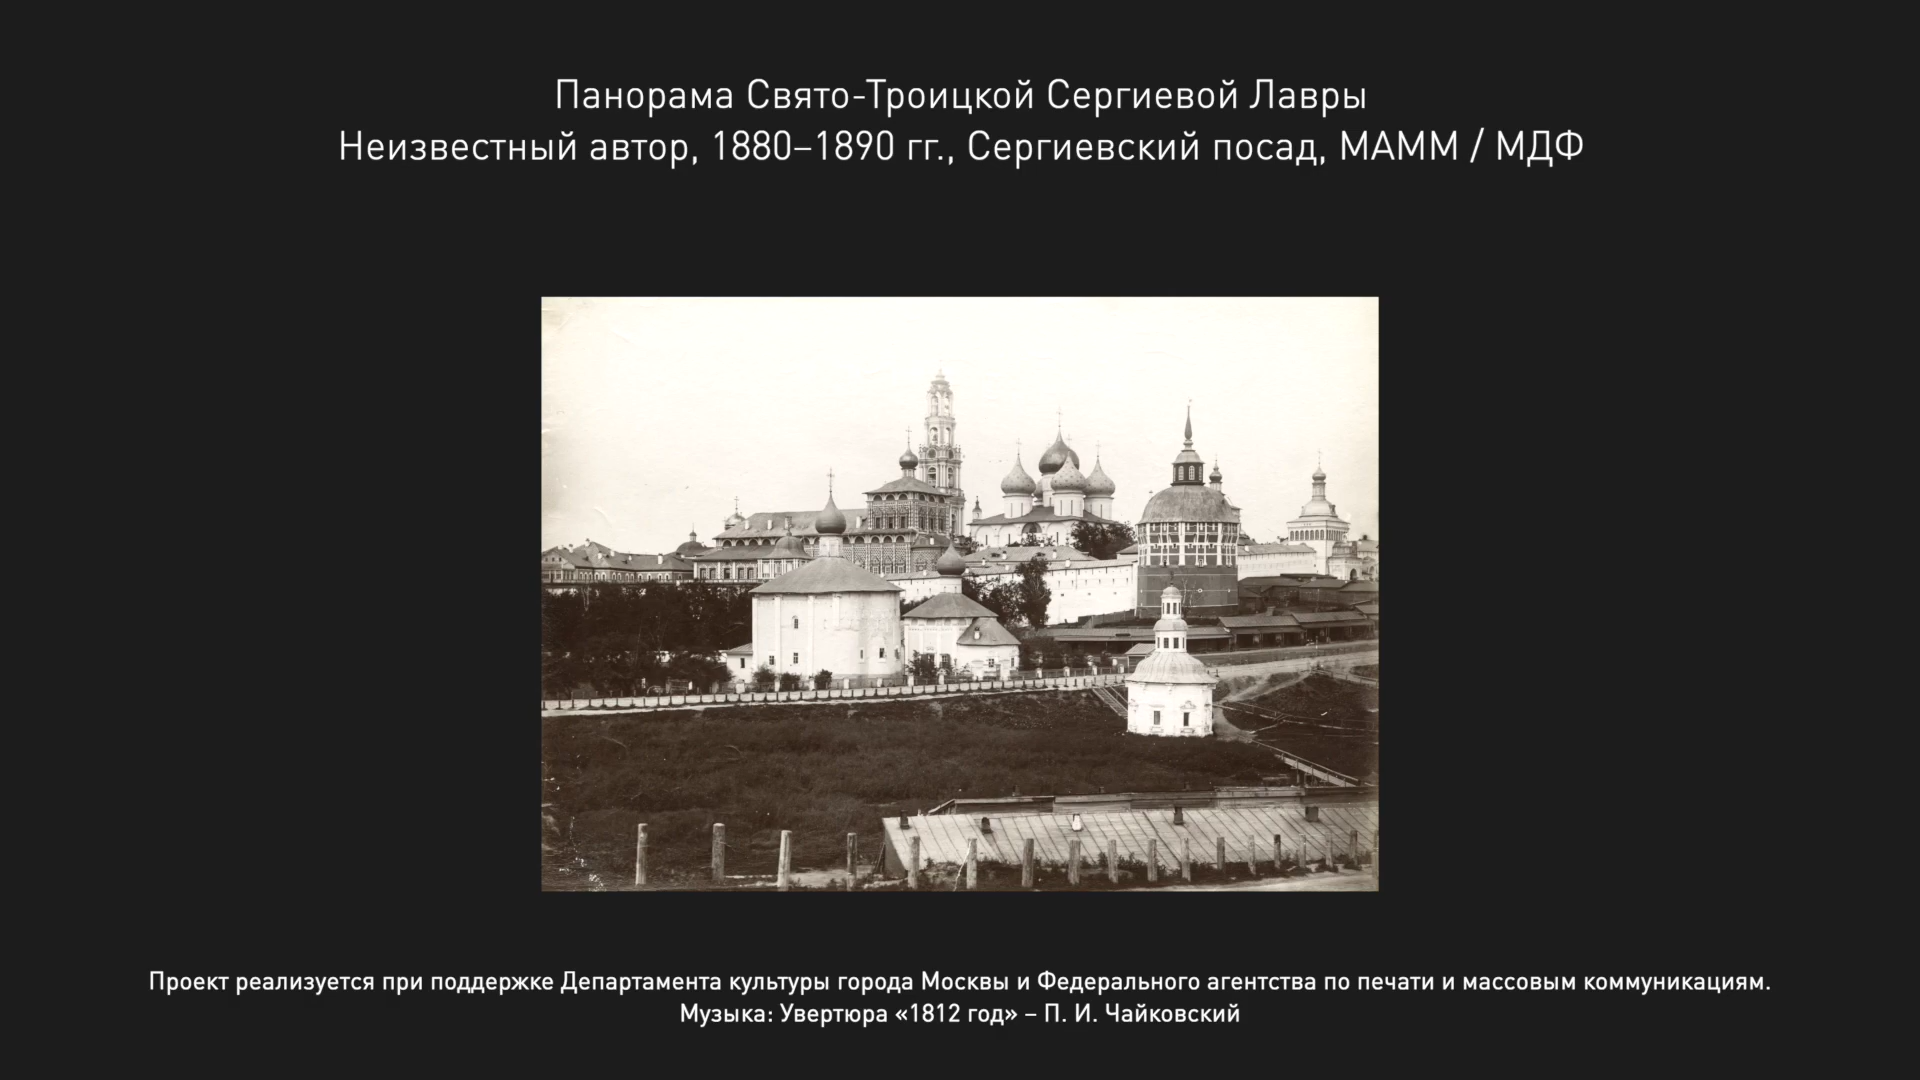 Панорама Свято-Троицкой Сергиевой Лавры
Неизвестный автор, 1880–1890 гг., Сергиевский посад, МАММ / МДФ
Проект реализуется при поддержке Департамента культуры города Москвы и Федерального агентства по печати и массовым коммуникациям.
Музыка: Увертюра «1812 год» – П. И. Чайковский